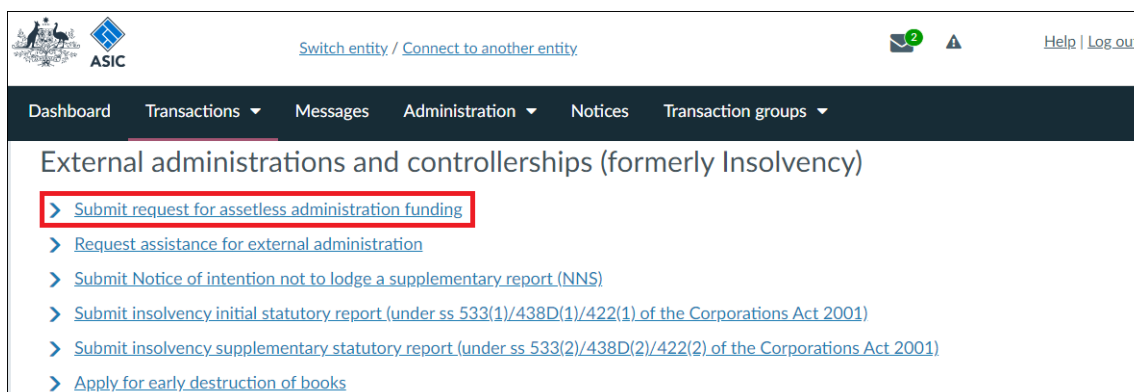 ASIC
Switch entity / Connect to another entity
2
Help | Log out
Dashboard Transactions Messages Administration Notices Transaction groups
External administrations and controllerships (formerly Insolvency)
Submit request for assetless administration funding
Request assistance for external administration
Submit Notice of intention not to lodge a supplementary report (NNS)
Submit insolvency initial statutory report (under ss 533(1)/438D(1)/422(1) of the Corporations Act 2001)
Submit insolvency supplementary statutory report (under ss 533(2)/438D(2)/422(2) of the Corporations Act 2001)
Apply for early destruction of books